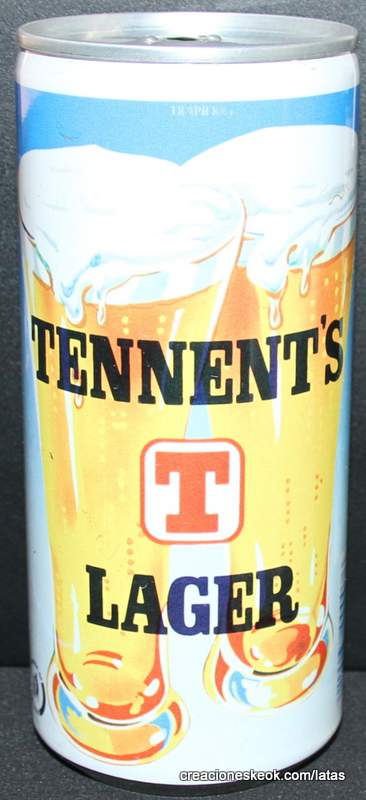 TENNENT'S
T
LAGER
creacioneskeok.com/latas